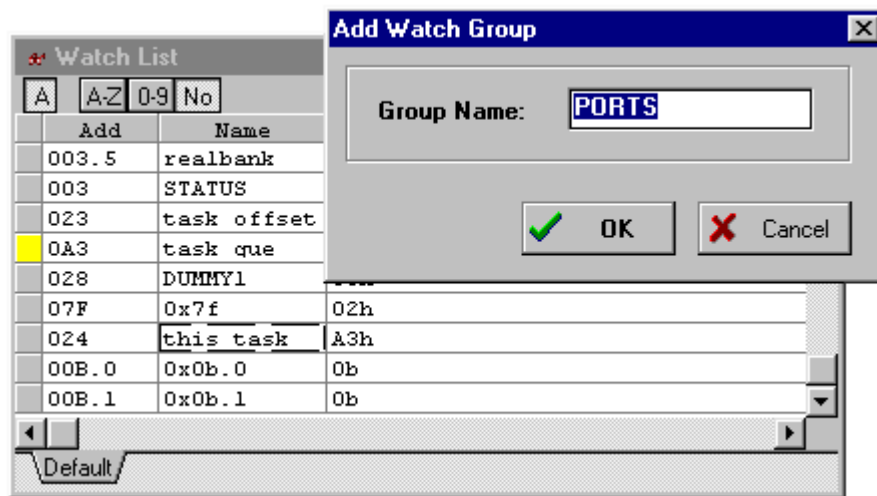 Add Watch Group
Group Name: PORTS
OK Cancel
Watch List
A A-Z 0-9 No
Add Name
003.5 realbank
003 STATUS
023 task offset
0A3 task que
028 DUMMY1
07F 0x7f 02h
024 this task A3h
00B.0 0x0b.0 0b
00B.1 0x0b.1 0b
Default